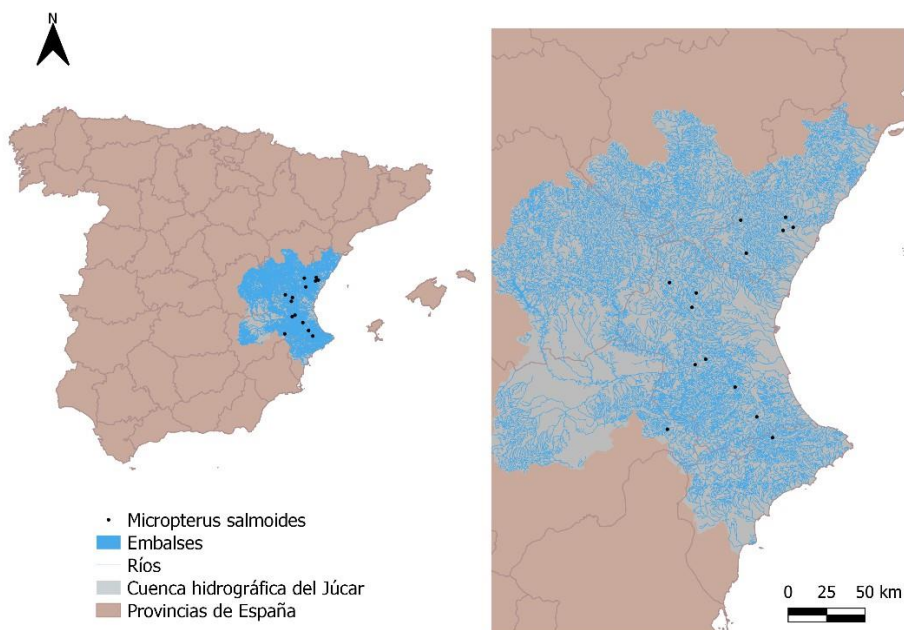 N
Micropterus salmoides
Embalses
Ríos
Cuenca hidrográfica del Júcar
Provincias de España
0 25 50 km